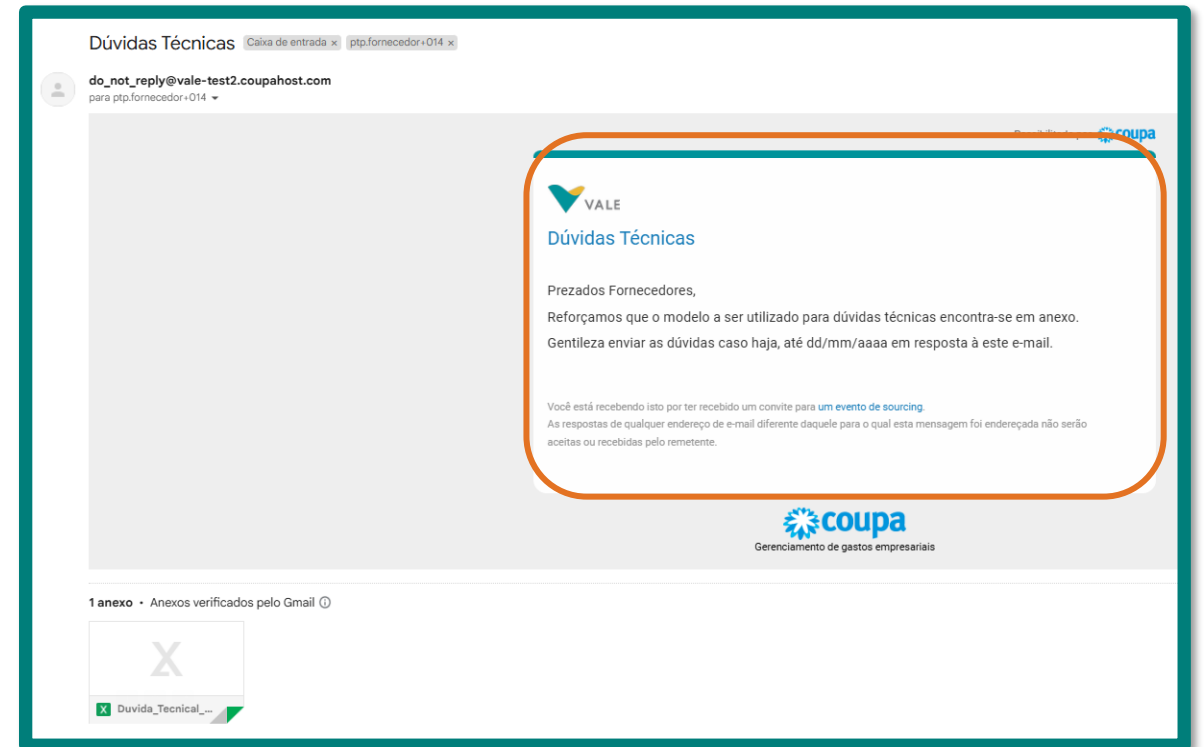 Dúvidas Técnicas Caixa de entrada x ptp.fornecedor+014 x
do_not_reply@vale-test2.coupahost.com
para ptp.fornecedor+014
coupa
VALE
Dúvidas Técnicas
Prezados Fornecedores,
Reforçamos que o modelo a ser utilizado para dúvidas técnicas encontra-se em anexo.
Gentileza enviar as dúvidas caso haja, até dd/mm/aaaa em resposta à este e-mail.
Você está recebendo isto por ter recebido um convite para um evento de sourcing.
As respostas de qualquer endereço de e-mail diferente daquele para o qual esta mensagem foi endereçada não serão
aceitas ou recebidas pelo remetente.
coupa
Gerenciamento de gastos empresariais
1 anexo • Anexos verificados pelo Gmail
X
X Duvida_Tecnical_...